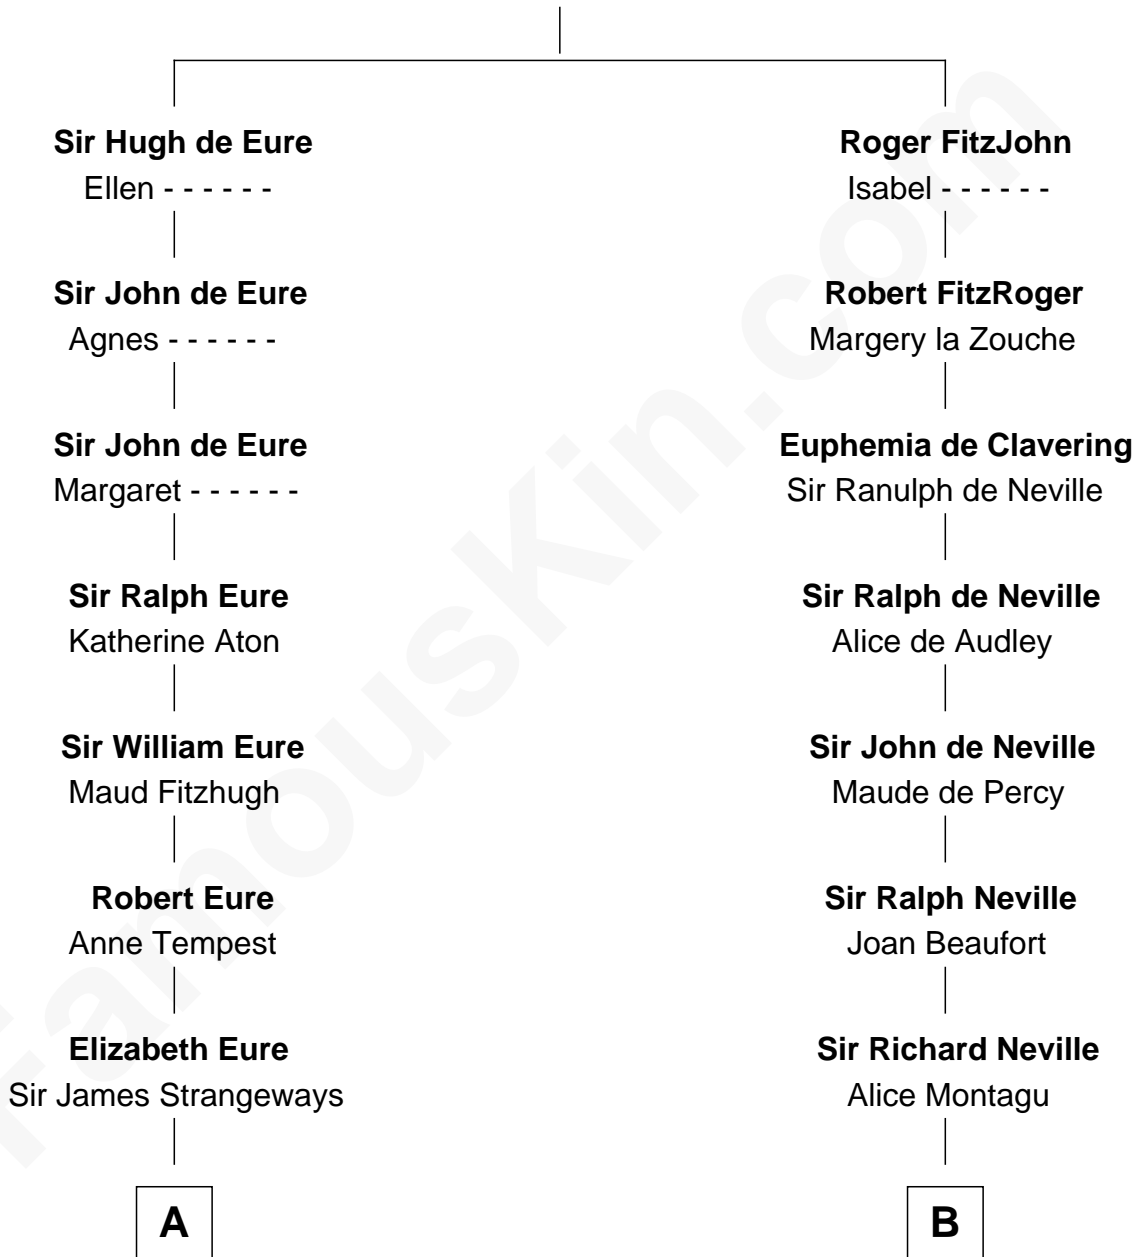 Sir Hugh de Eure
Ellen - - - - - -
Roger FitzJohn
Isabel - - - - - -
Sir John de Eure
Agnes - - - - - -
Robert FitzRoger
Margery la Zouche
Sir John de Eure
Margaret - - - - - -
Euphemia de Clavering
Sir Ranulph de Neville
Sir Ralph Eure
Katherine Aton
Sir Ralph de Neville
Alice de Audley
Sir William Eure
Maud Fitzhugh
Sir John de Neville
Maude de Percy
Robert Eure
Anne Tempest
Sir Ralph Neville
Joan Beaufort
Elizabeth Eure
Sir James Strangeways
Sir Richard Neville
Alice Montagu
A
B
FamousKin.com